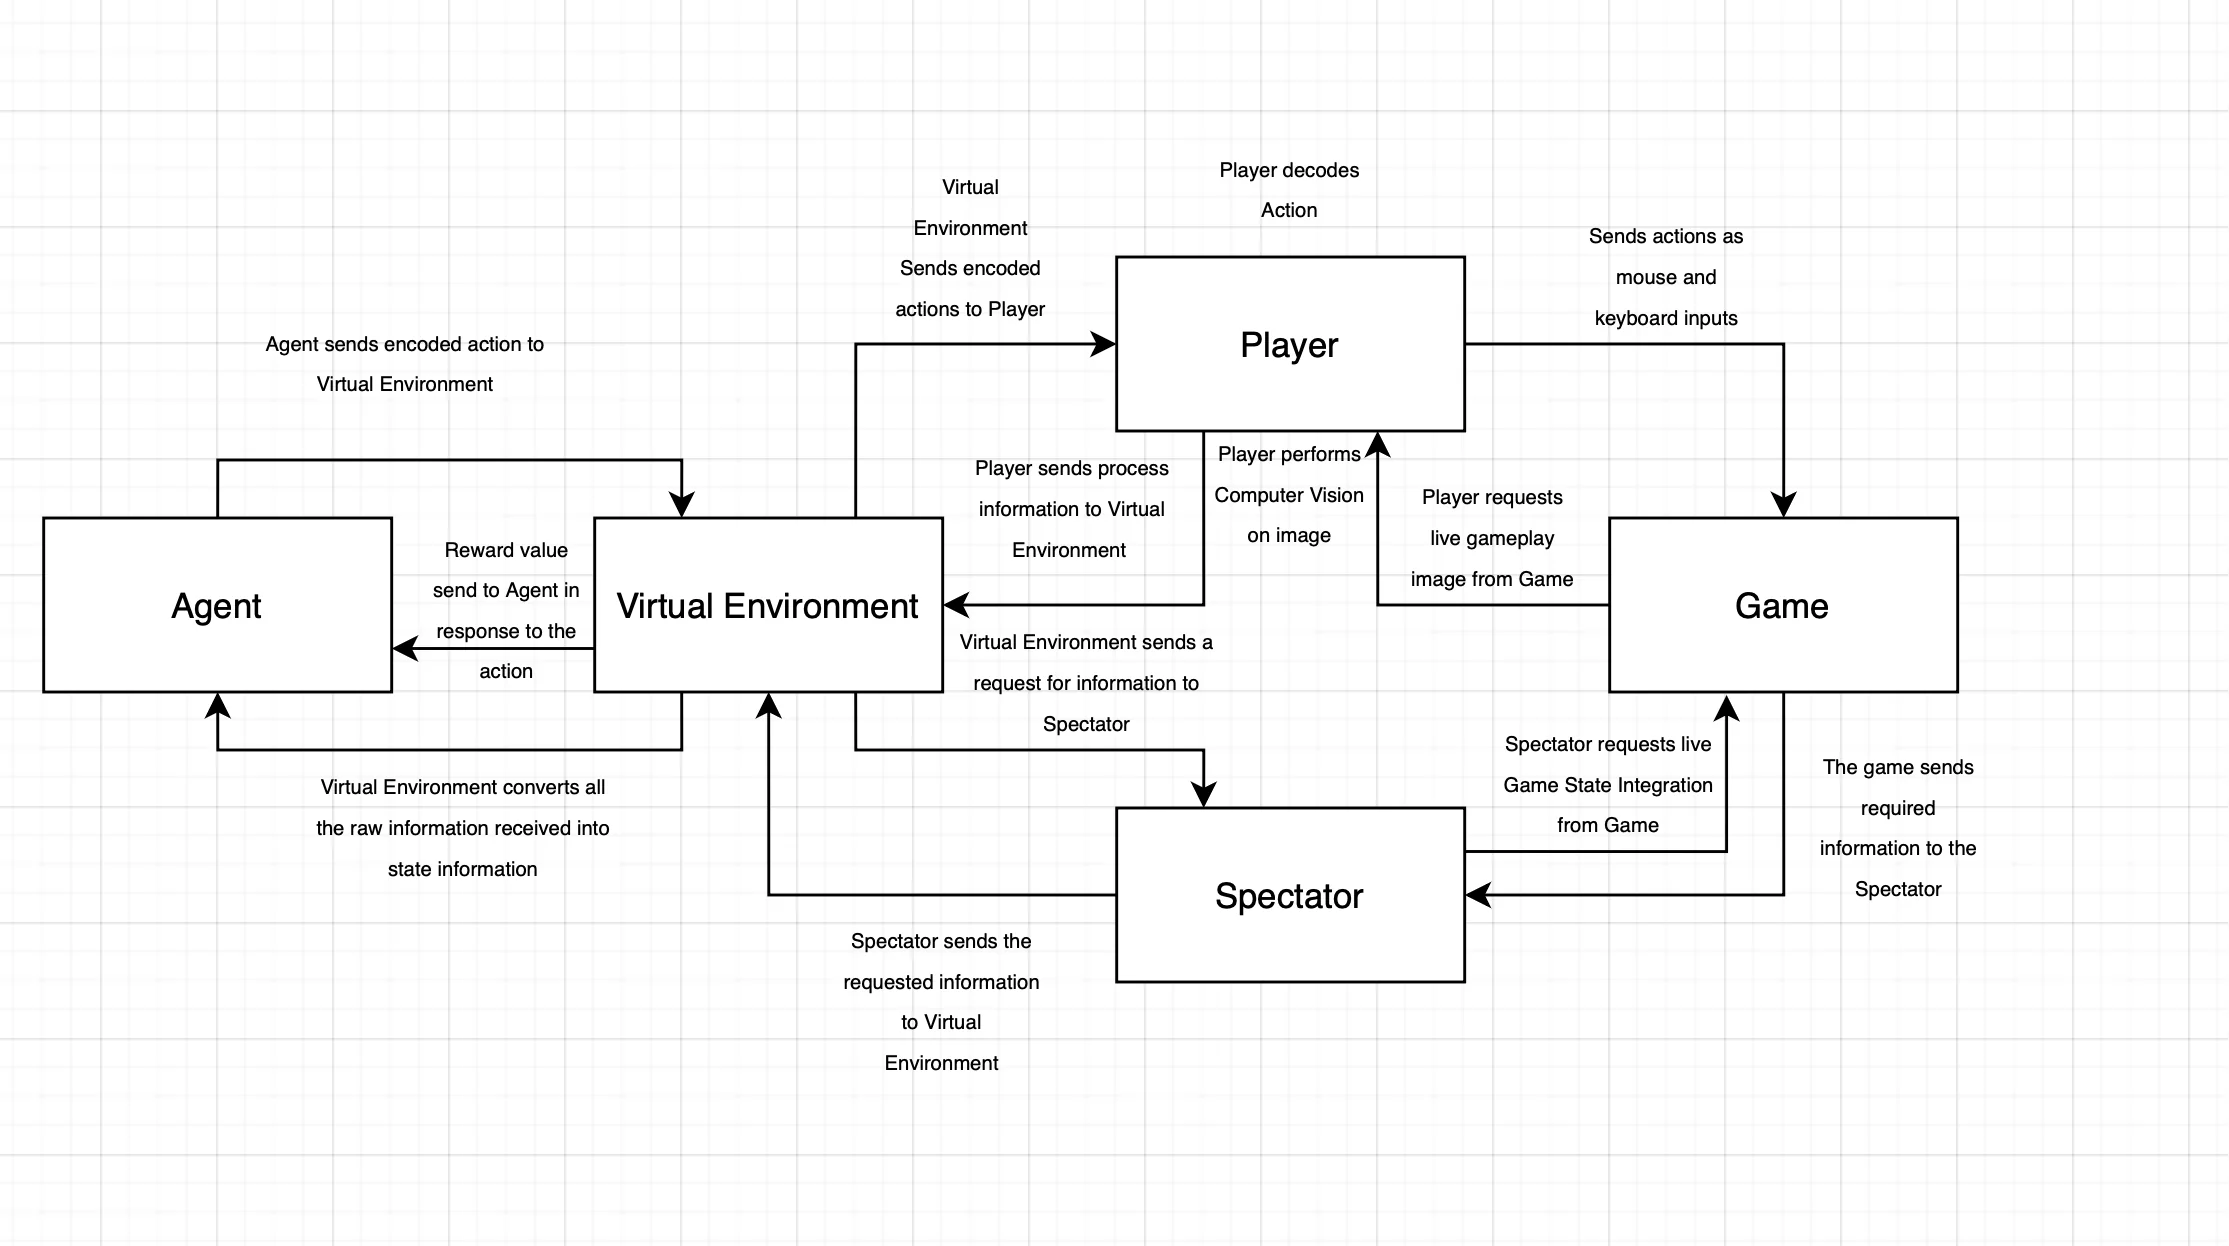 Player decodes
Action
Virtual
Environment
Sends encoded
actions to Player
Sends actions as
mouse and
keyboard inputs
Player
Agent sends encoded action to
Virtual Environment
Player sends process
information to Virtual
Environment
Player performs
Computer Vision
on image
Player requests
live gameplay
image from Game
Agent
Reward value
send to Agent in
response to the
action
Virtual Environment
Game
Virtual Environment sends a
request for information to
Spectator
Spectator requests live
Game State Integration
from Game
The game sends
required
information to the
Spectator
Virtual Environment converts all
the raw information received into
state information
Spectator
Spectator sends the
requested information
to Virtual
Environment